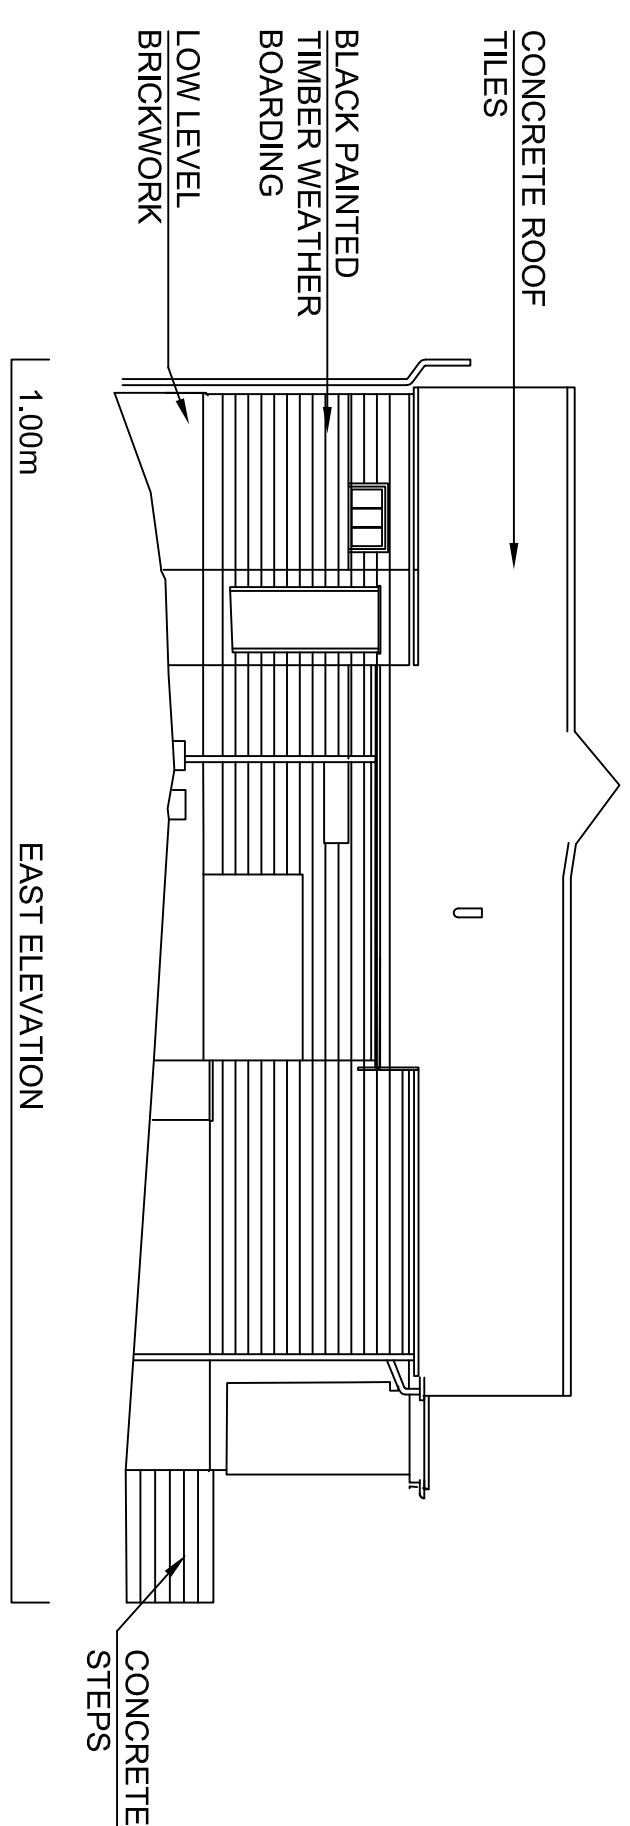 CONCRETE ROOF
TILES
BLACK PAINTED
TIMBER WEATHER
BOARDING
LOW LEVEL
BRICKWORK
CONCRETE
STEPS
1.00m
EAST ELEVATION